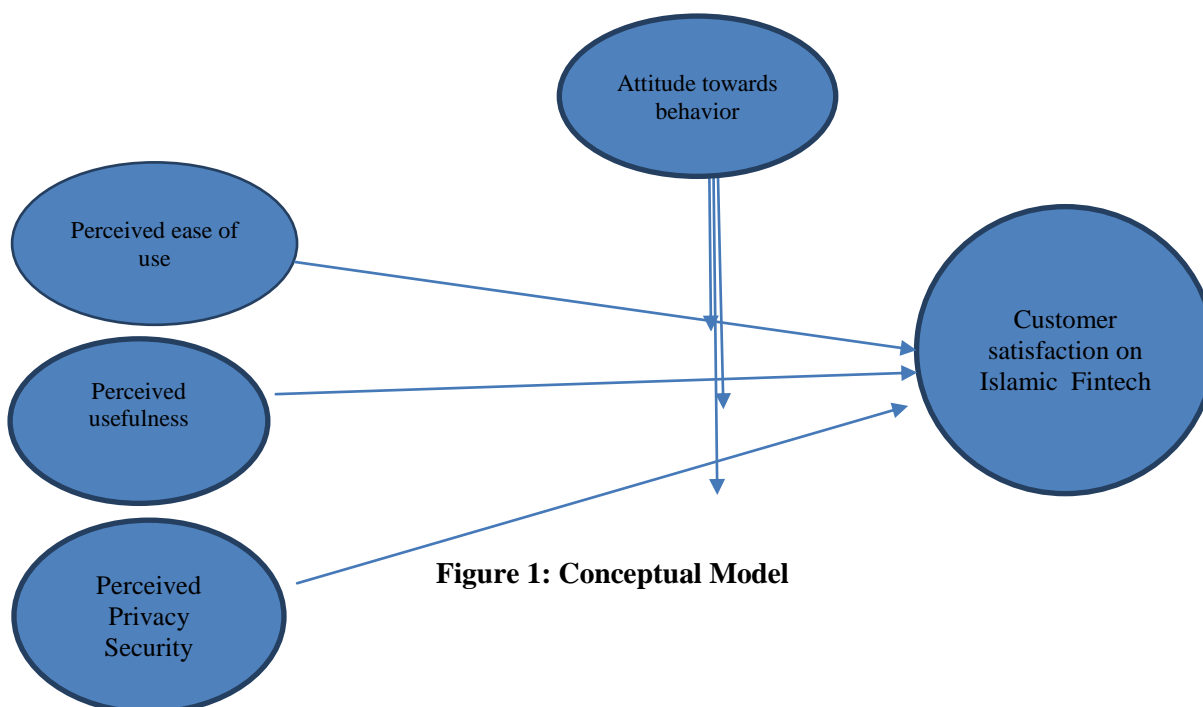 Attitude towards
behavior
Perceived ease of
use
Customer
satisfaction on
Islamic  Fintech
Perceived
usefulness
Perceived
Privacy
Security
Figure 1: Conceptual Model